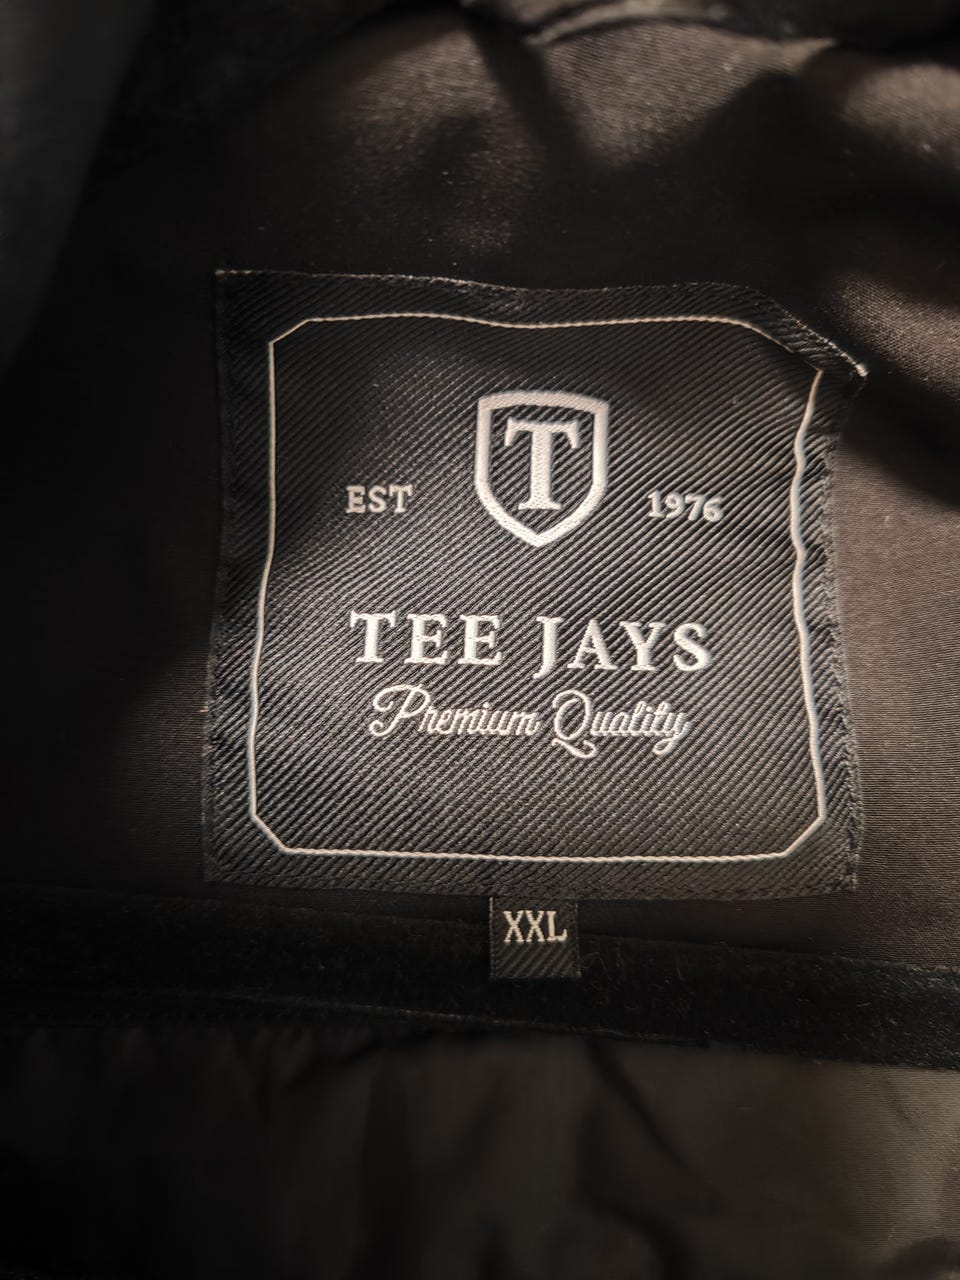 T
EST 1976
TEE JAYS
Premium Quality
XXL